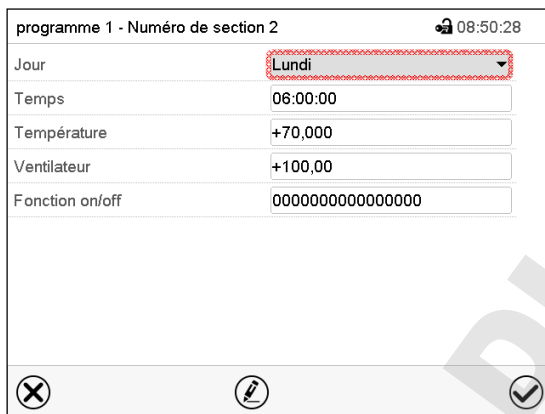 programme 1 - Numéro de section 2 08:50:28
Jour Lundi
Temps 06:00:00
Température +70,000
Ventilateur +100,00
Fonction on/off 0000000000000000